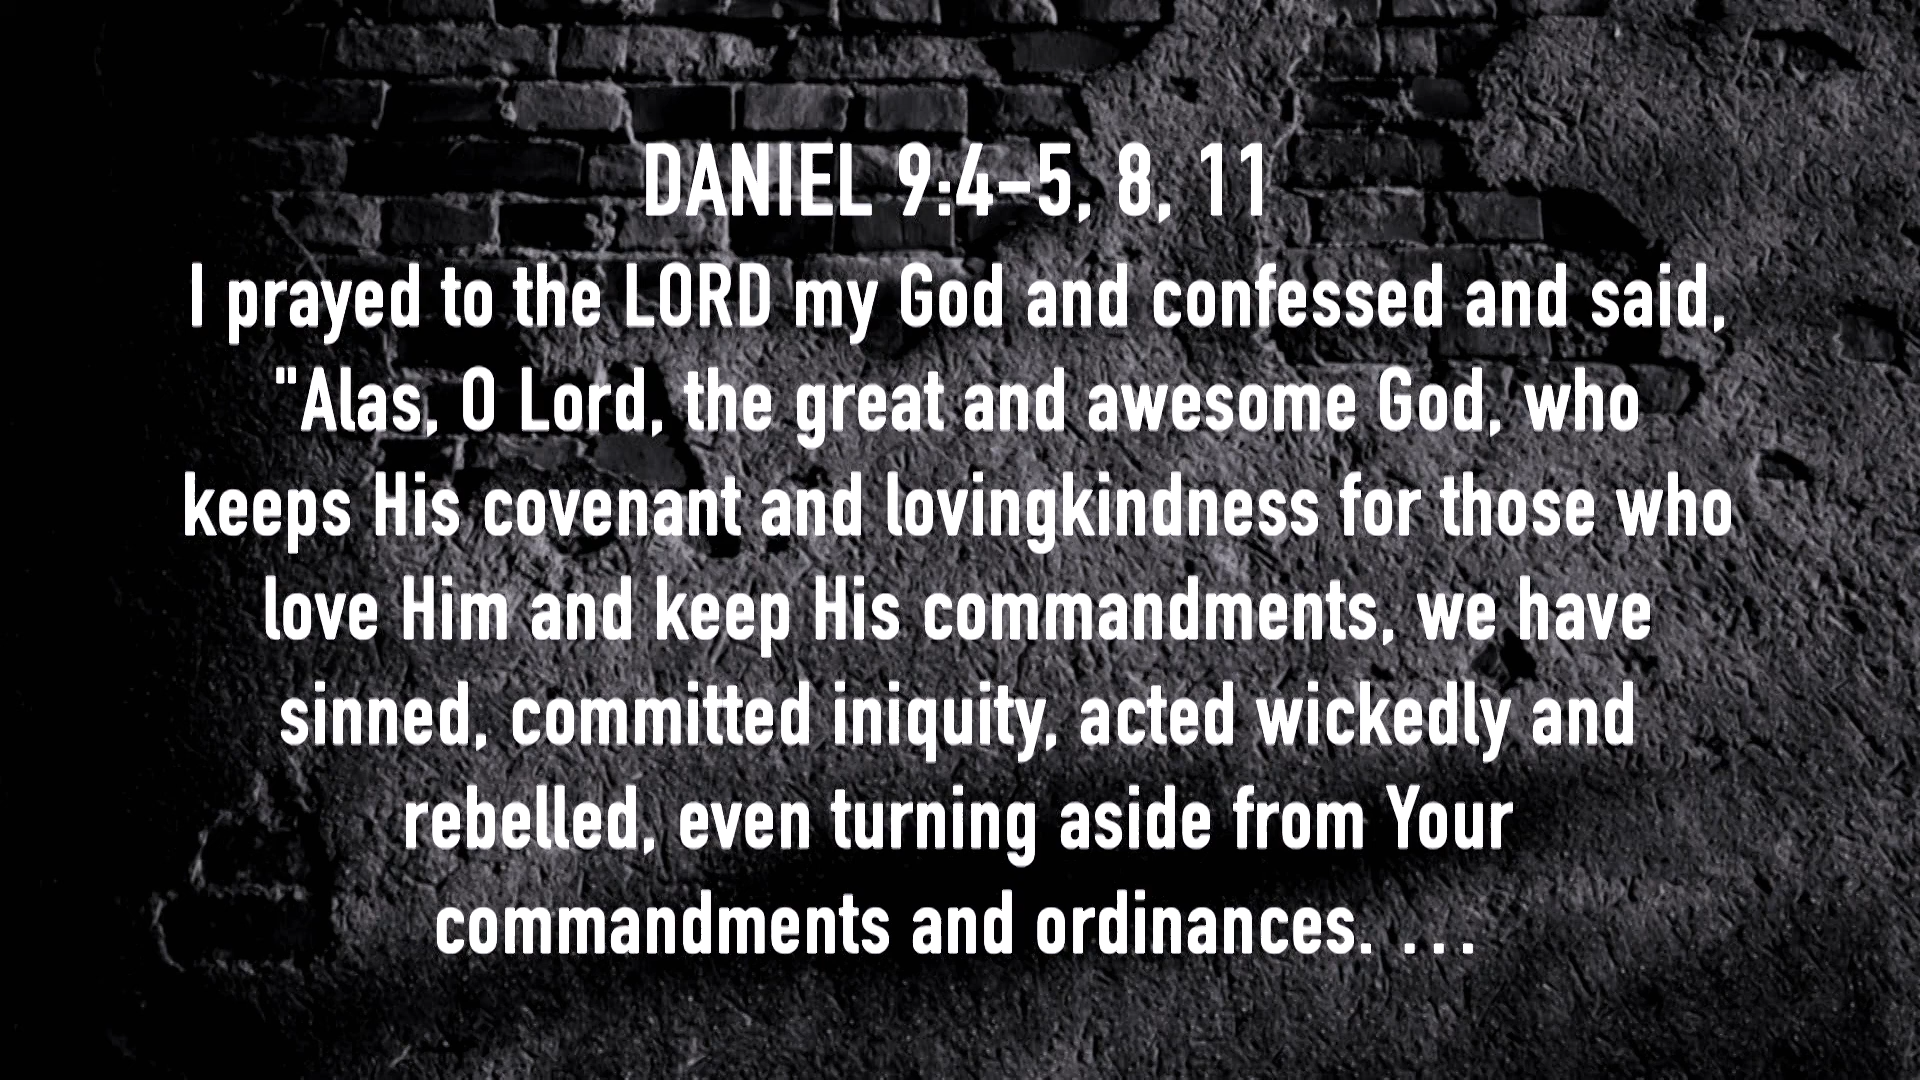 DANIEL 9:4–5, 8, 11
I prayed to the LORD my God and confessed and said,
"Alas, O Lord, the great and awesome God, who
keeps His covenant and lovingkindness for those who
love Him and keep His commandments, we have
sinned, committed iniquity, acted wickedly and
rebelled, even turning aside from Your
commandments and ordinances. . . .